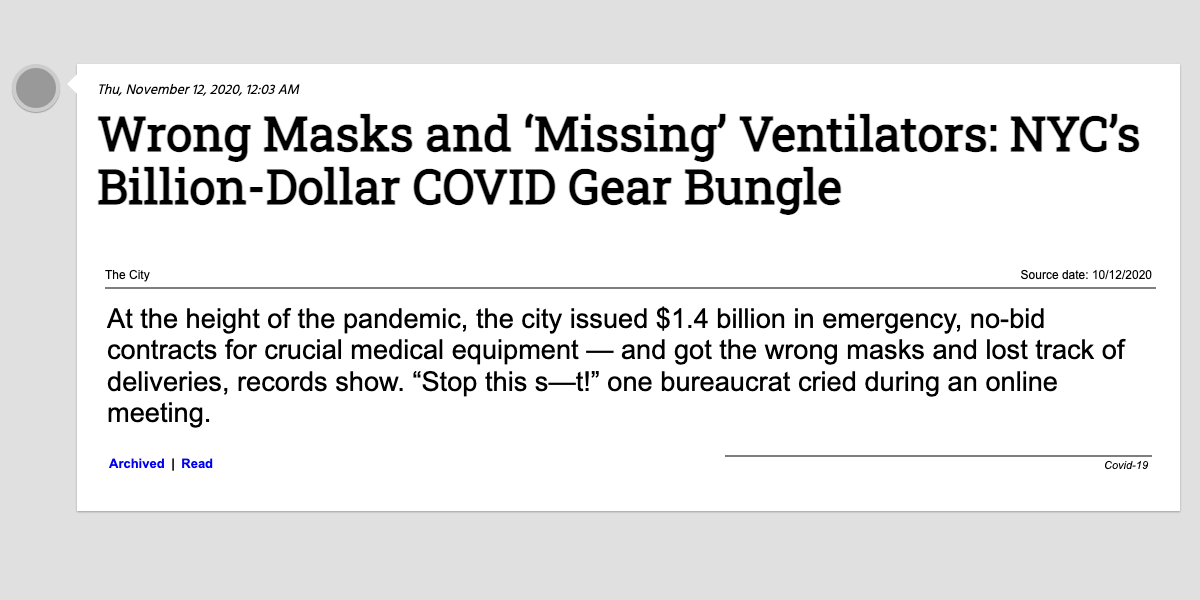 Thu, November 12, 2020, 12:03 AM
Wrong Masks and ‘Missing’ Ventilators: NYC’s
Billion-Dollar COVID Gear Bungle
The City
Source date: 10/12/2020
At the height of the pandemic, the city issued $1.4 billion in emergency, no-bid
contracts for crucial medical equipment — and got the wrong masks and lost track of
deliveries, records show. “Stop this s—t!” one bureaucrat cried during an online
meeting.
Archived | Read
Covid-19